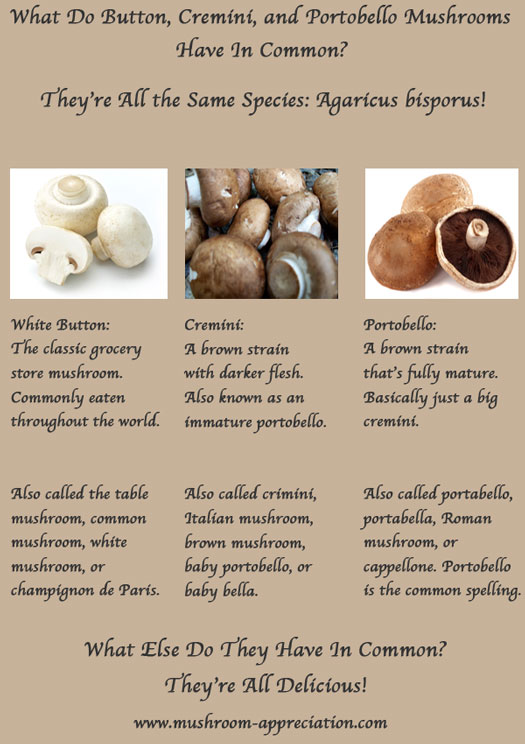 What Do Button, Cremini, and Portobello Mushrooms
Have In Common?
They're All the Same Species: Agaricus bisporus!
White Button:
The classic grocery
store mushroom.
Commonly eaten
throughout the world.
Cremini:
A brown strain
with darker flesh.
Also known as an
immature portobello.
Portobello:
A brown strain
that's fully mature.
Basically just a big
cremini.
Also called the table
mushroom, common
mushroom, white
mushroom, or
champignon de Paris.
Also called crimini,
Italian mushroom,
brown mushroom,
baby portobello, or
baby bella.
Also called portabello,
portabella, Roman
mushroom, or
cappellone. Portobello
is the common spelling.
What Else Do They Have In Common?
They're All Delicious!
www.mushroom-appreciation.com